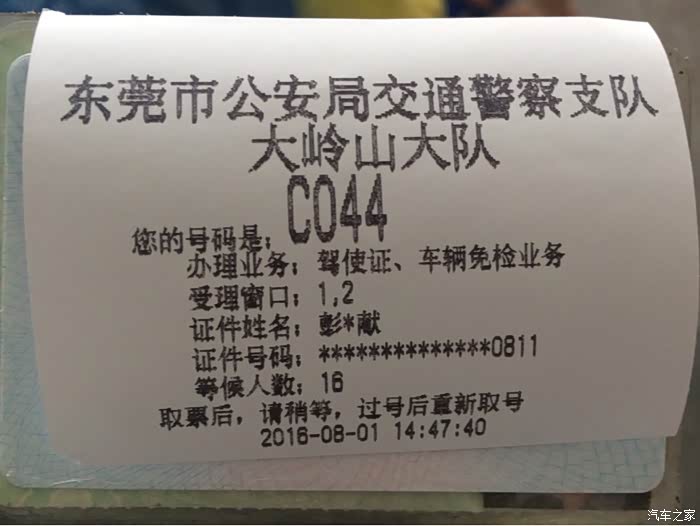 东莞市公安局交通警察支队
大岭山大队
您的号码是：C044
办理业务：驾使证、车辆免检业务
受理窗口：1,2
证件姓名：彭*献
证件号码：**************0811
等候人数：16
取票后，请稍等，过号后重新取号
2016-08-01 14:47:40
汽车之家